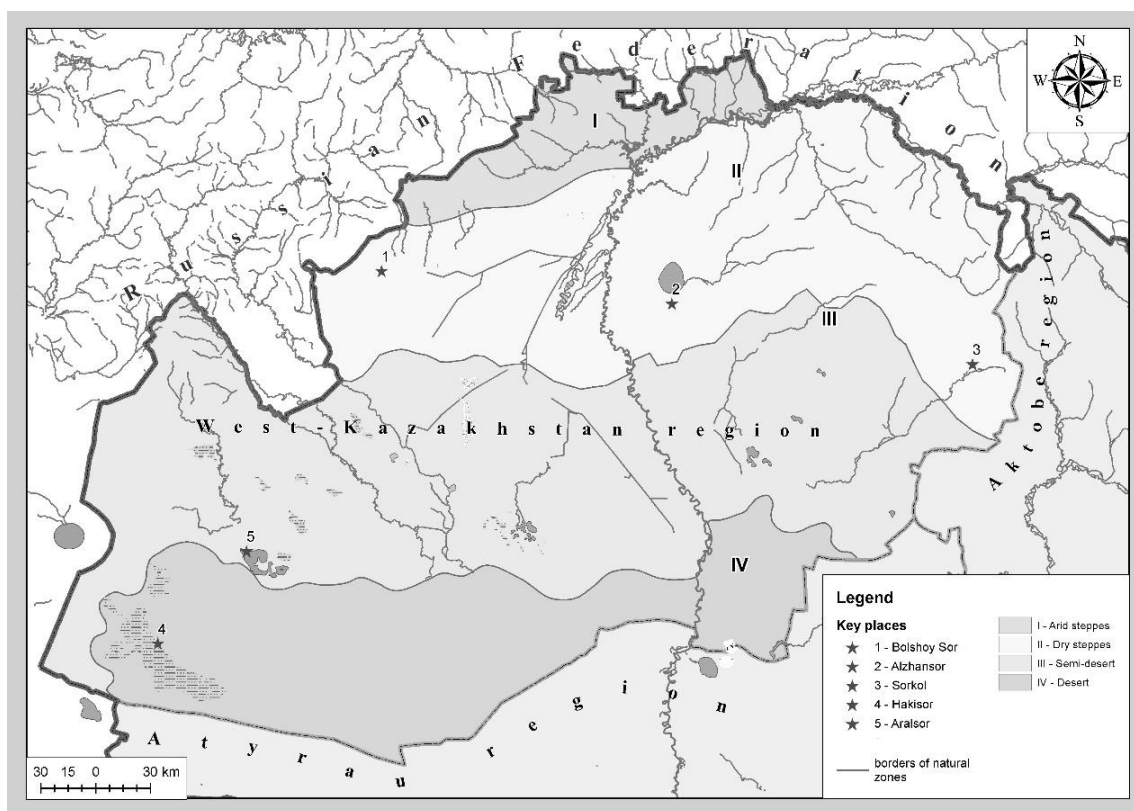 Russian Federation
N
W E
S
I
II
1
2
III
3
West-Kazakhstan region
Aktobe region
5
IV
4
Atyrau region
Legend
Key places
1 - Bolshoy Sor
2 - Alzhansor
3 - Sorkol
4 - Hakisor
5 - Aralsor
borders of natural
zones
I - Arid steppes
II - Dry steppes
III - Semi-desert
IV - Desert
30 15 0 30 km